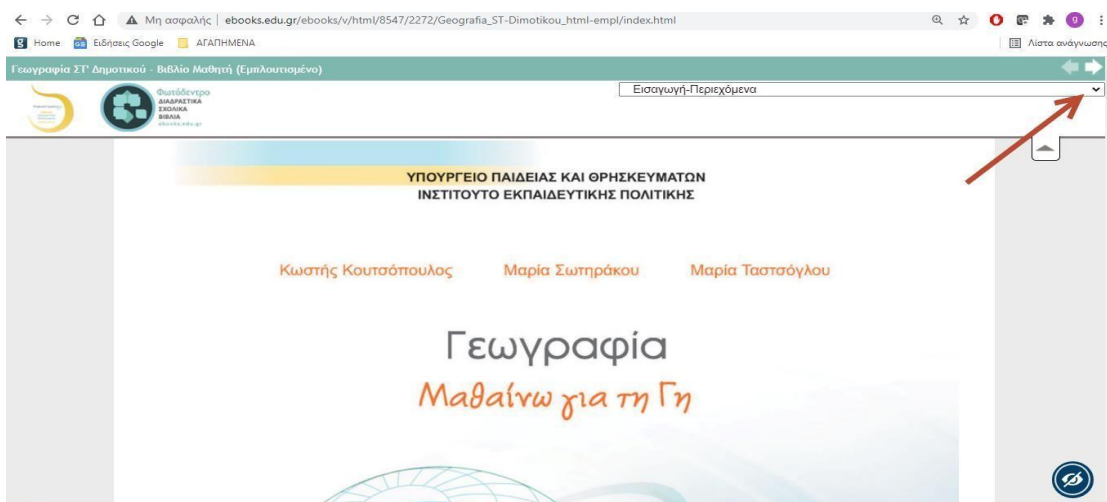 Μη ασφαλής | ebooks.edu.gr/ebooks/v/html/8547/2272/Geografia_ST-Dimotikou_html-empl/index.html
g
Home Ειδήσεις Google ΑΓΑΠΗΜΕΝΑ Λίστα ανάγνωσης
Γεωγραφία ΣΤ' Δημοτικού - Βιβλίο Μαθητή (Εμπλουτισμένο)
Φωτόδεντρο
ΔΙΑΔΡΑΣΤΙΚΑ
ΣΧΟΛΙΚΑ
ΒΙΒΛΙΑ
ebooks.edu.gr
Εισαγωγή-Περιεχόμενα
ΥΠΟΥΡΓΕΙΟ ΠΑΙΔΕΙΑΣ ΚΑΙ ΘΡΗΣΚΕΥΜΑΤΩΝ
ΙΝΣΤΙΤΟΥΤΟ ΕΚΠΑΙΔΕΥΤΙΚΗΣ ΠΟΛΙΤΙΚΗΣ
Κωστής Κουτσόπουλος Μαρία Σωτηράκου Μαρία Ταστσόγλου
Γεωγραφία
Μαθαίνω για τη Γη